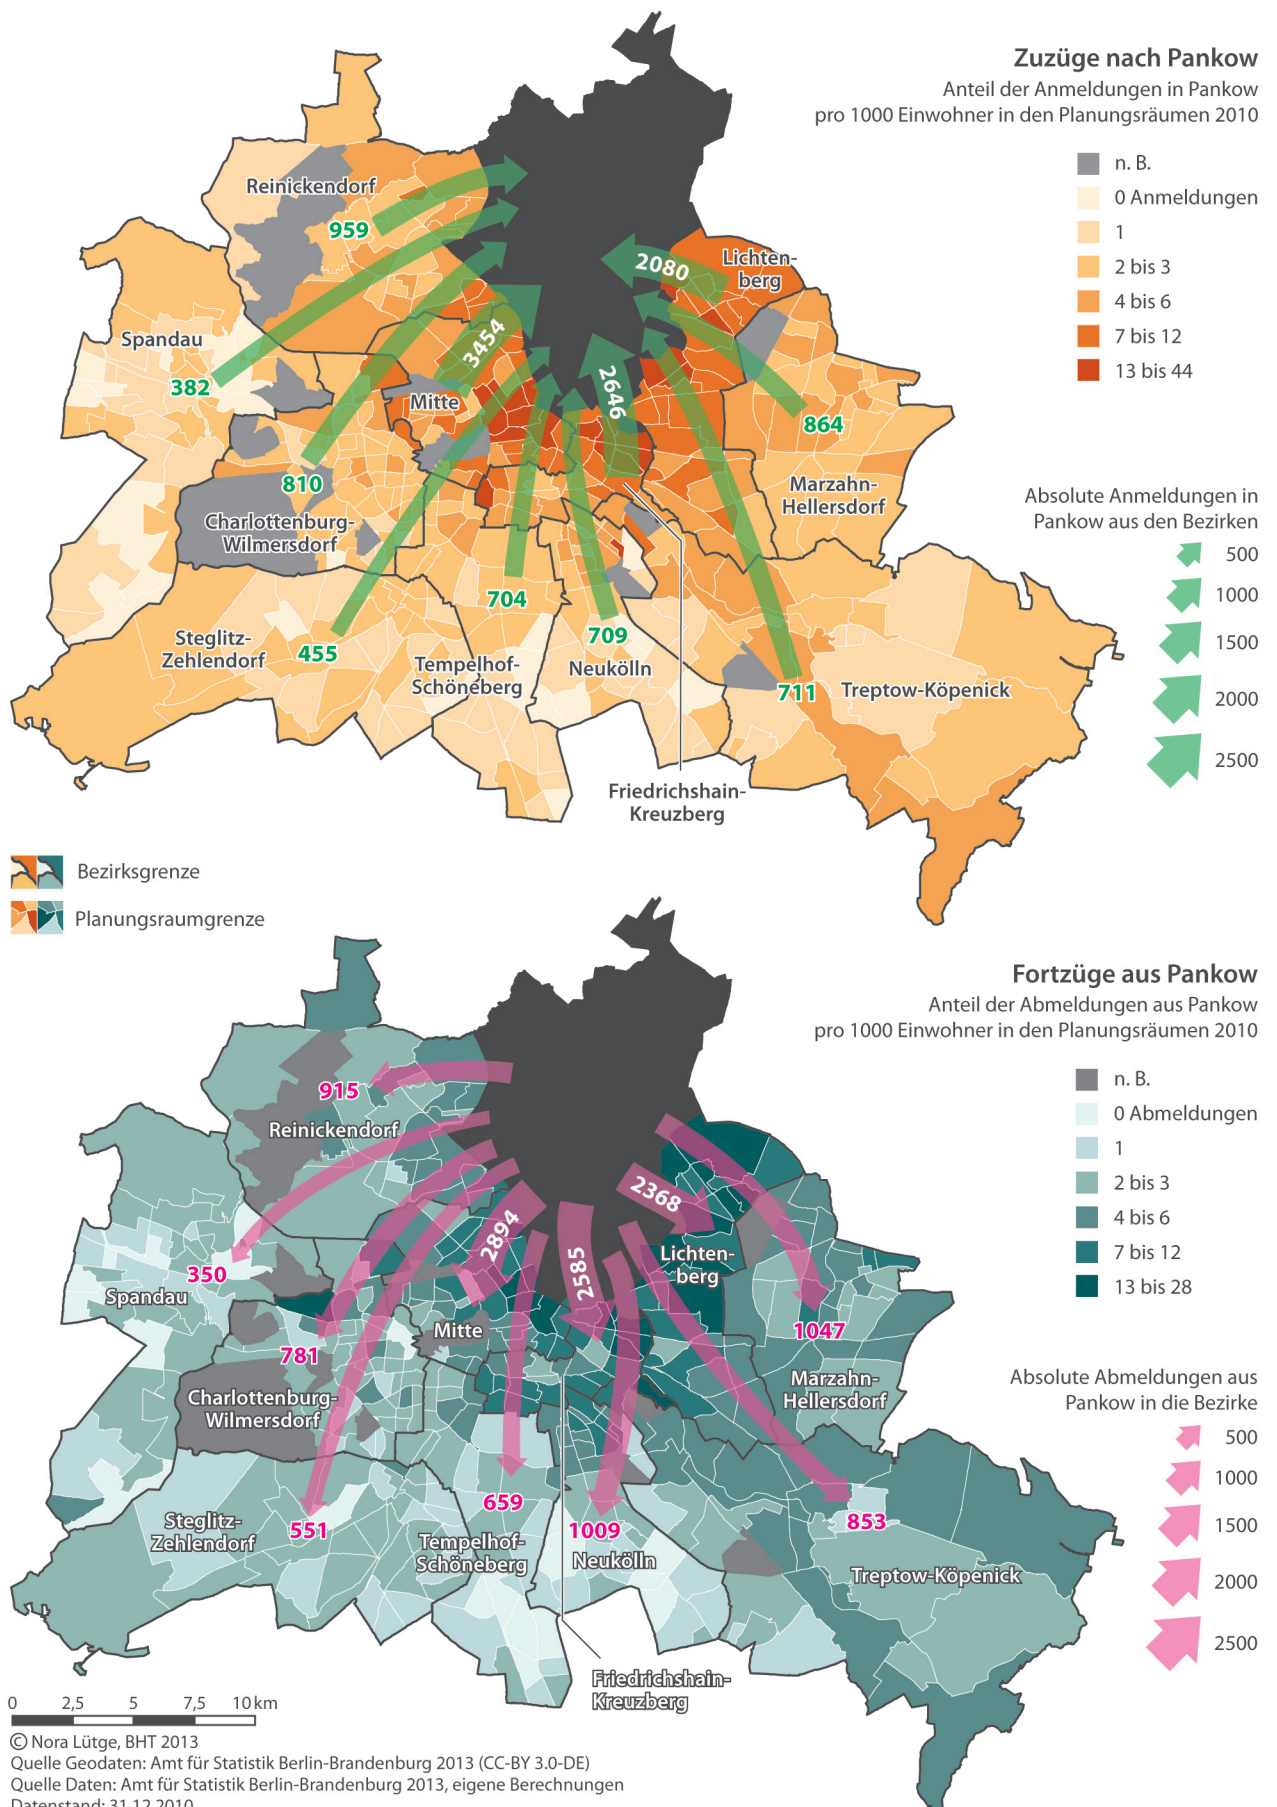 Zuzüge nach Pankow
Anteil der Anmeldungen in Pankow
pro 1000 Einwohner in den Planungsräumen 2010
n. B.
0 Anmeldungen
1
2 bis 3
4 bis 6
7 bis 12
13 bis 44
Reinickendorf
959
Lichten-
berg
2080
Spandau
382
3454
Mitte
2646
864
810
Marzahn-
Hellersdorf
Charlottenburg-
Wilmersdorf
704
Steglitz-
Zehlendorf
455
Tempelhof-
Schöneberg
709
Neukölln
711
Treptow-Köpenick
Friedrichshain-
Kreuzberg
Absolute Anmeldungen in
Pankow aus den Bezirken
500
1000
1500
2000
2500
Bezirksgrenze
Planungsraumgrenze
Fortzüge aus Pankow
Anteil der Abmeldungen aus Pankow
pro 1000 Einwohner in den Planungsräumen 2010
n. B.
0 Abmeldungen
1
2 bis 3
4 bis 6
7 bis 12
13 bis 28
915
Reinickendorf
2368
2894
2585
Lichten-
berg
350
Spandau
Mitte
1047
781
Charlottenburg-
Wilmersdorf
Marzahn-
Hellersdorf
Steglitz-
Zehlendorf
551
659
Tempelhof-
Schöneberg
1009
Neukölln
853
Treptow-Köpenick
Friedrichshain-
Kreuzberg
Absolute Abmeldungen aus
Pankow in die Bezirke
500
1000
1500
2000
2500
0 2,5 5 7,5 10 km
© Nora Lütge, BHT 2013
Quelle Geodaten: Amt für Statistik Berlin-Brandenburg 2013 (CC-BY 3.0-DE)
Quelle Daten: Amt für Statistik Berlin-Brandenburg 2013, eigene Berechnungen
Datenstand: 31.12.2010